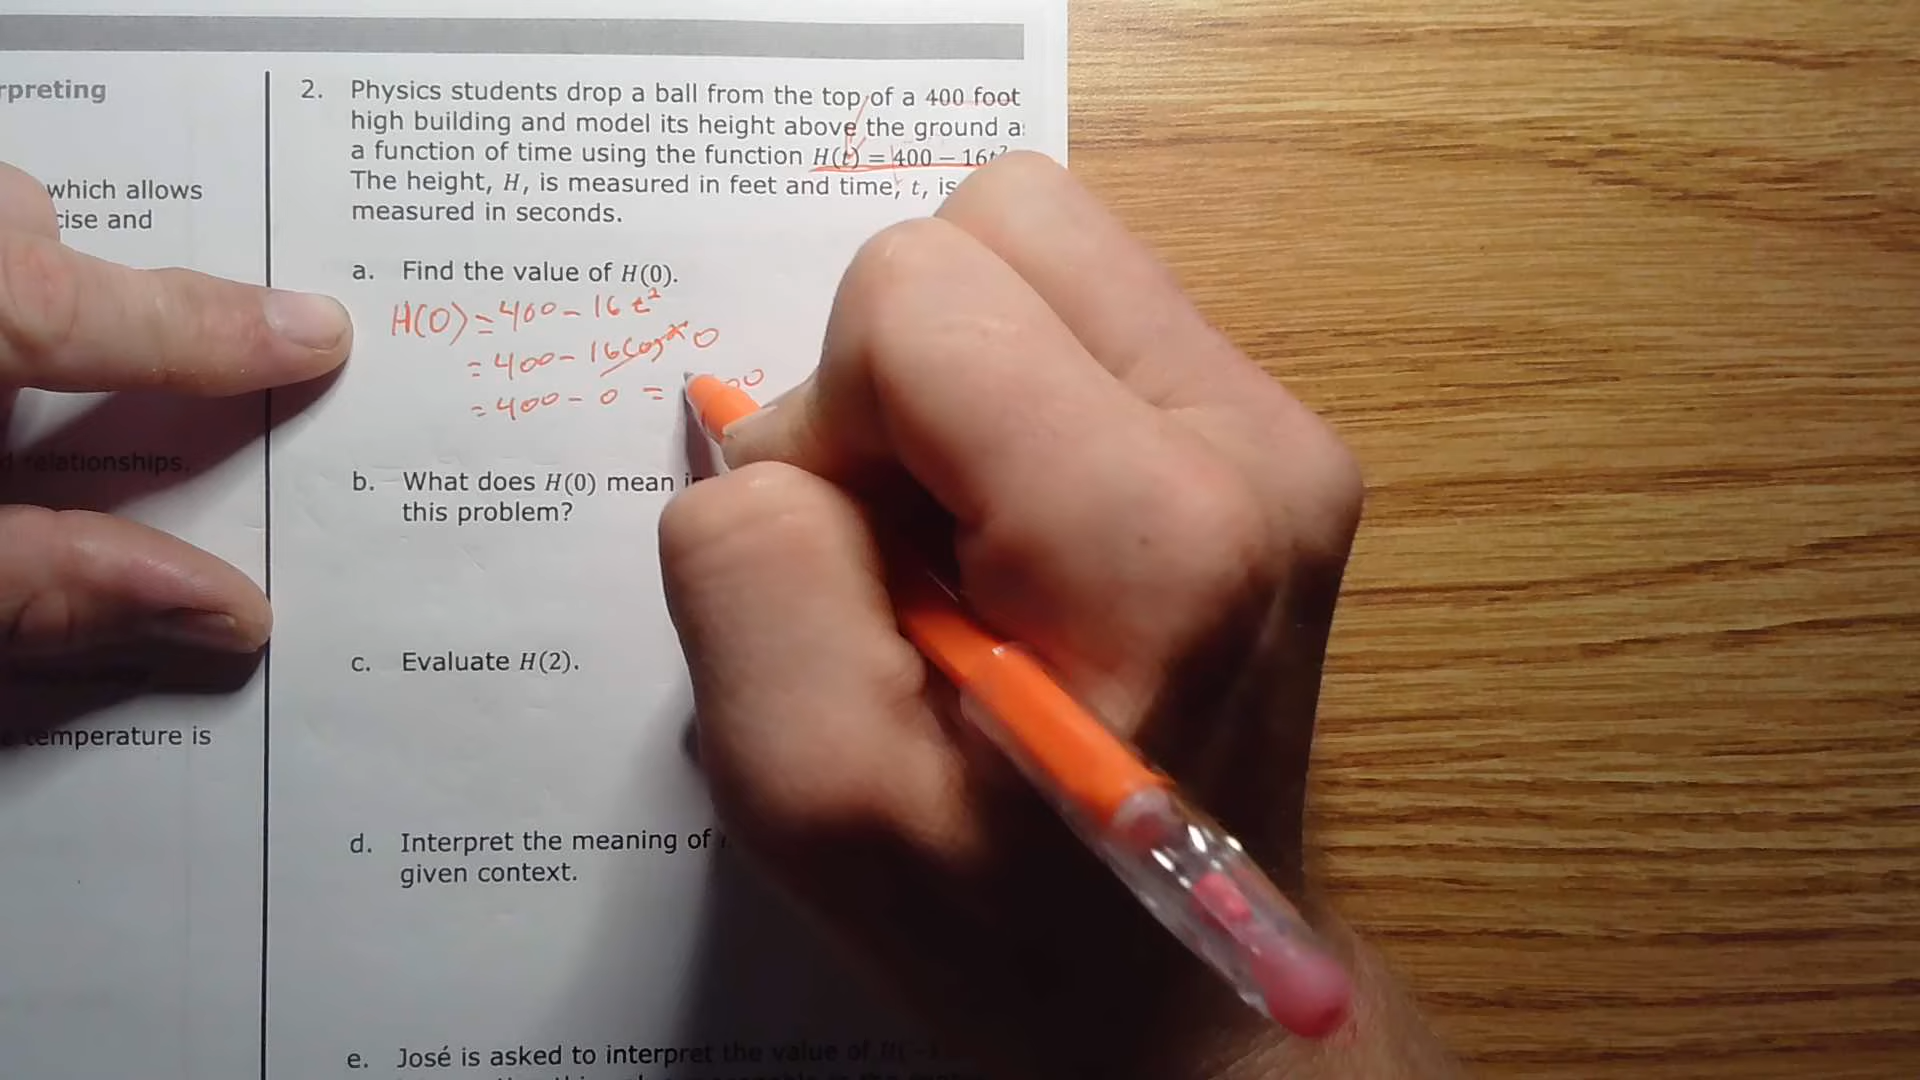 rpreting
which allows
cise and
relationships.
temperature is
2. Physics students drop a ball from the top of a 400 foot
high building and model its height above the ground a
a function of time using the function H(t) = 400 – 16t²
The height, H, is measured in feet and time, t, is
measured in seconds.
a. Find the value of H(0).
H(0) = 400 - 16t²
= 400 - 16(0)² 0
= 400 - 0 = 00
b. What does H(0) mean i
this problem?
c. Evaluate H(2).
d. Interpret the meaning of
given context.
e. José is asked to interpret the value of